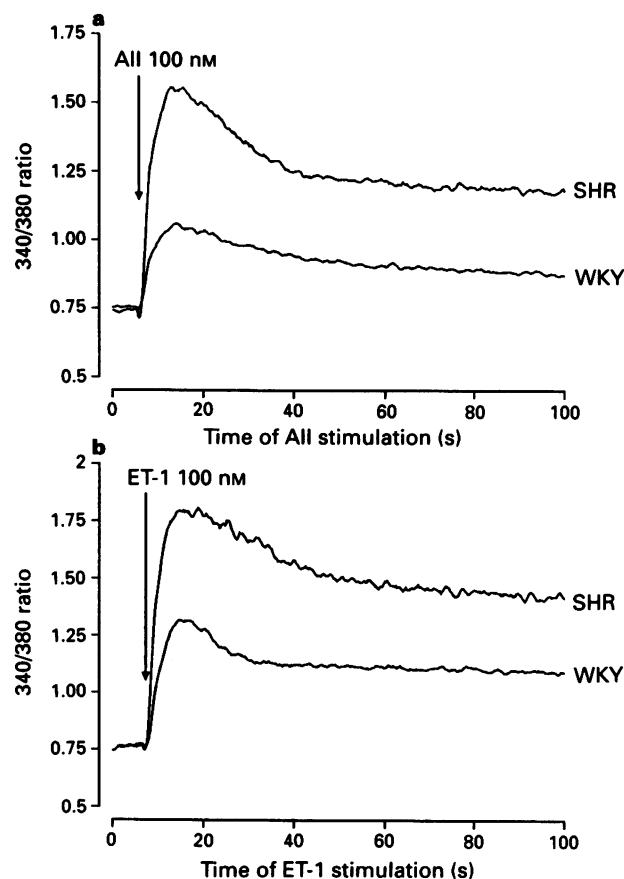 a
1.75
AII 100 nM
1.50
1.25
SHR
1.00
WKY
0.75
0.5
340/380 ratio
0 20 40 60 80 100
Time of AII stimulation (s)
b
2
ET-1 100 nM
1.75
1.50
SHR
1.25
WKY
1.00
0.75
0.5
340/380 ratio
0 20 40 60 80 100
Time of ET-1 stimulation (s)